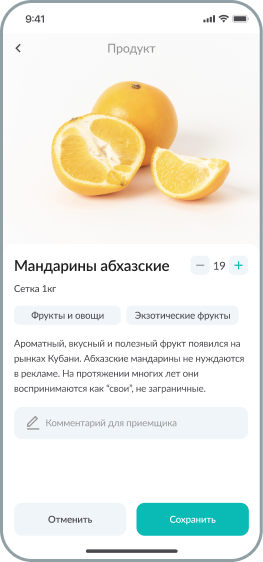 9:41
Продукт
Мандарины абхазские
− 19 +
Сетка 1кг
Фрукты и овощи
Экзотические фрукты
Ароматный, вкусный и полезный фрукт появился на
рынках Кубани. Абхазские мандарины не нуждаются
в рекламе. На протяжении многих лет они
воспринимаются как “свои”, не заграничные.
Комментарий для приемщика
Отменить
Сохранить